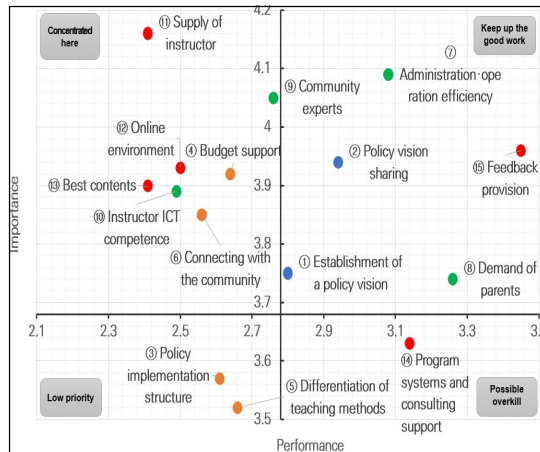 4.2
Concentrated
here
⑪ Supply of
instructor
Keep up the
good work
⑦
Administration·ope
ration efficiency
4.1
⑨ Community
experts
⑫ Online
environment
4
④ Budget support
② Policy vision
sharing
⑮ Feedback
provision
⑬ Best contents
3.9
⑩ Instructor ICT
competence
3.8
⑥ Connecting with
the community
① Establishment of
a policy vision
⑧ Demand of
parents
3.7
2.1
2.3
2.5
2.7
2.9
3.1
3.3
3.5
Importance
③ Policy
implementation
structure
3.6
⑭ Program
systems and
consulting
support
Low priority
⑤ Differentiation of
teaching methods
Possible
overkill
3.5
Performance